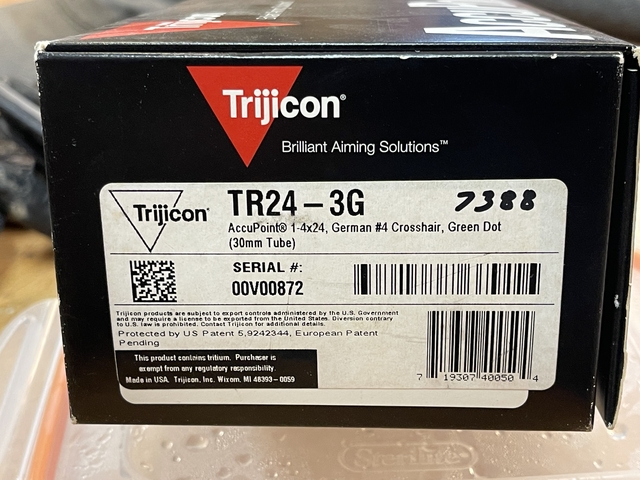 Trijicon®
Brilliant Aiming Solutions™
Trijicon®
TR24-3G
7388
AccuPoint® 1-4x24, German #4 Crosshair, Green Dot
(30mm Tube)
SERIAL #:
00V00872
Trijicon products are subject to export controls administered by the U.S. Government
and may require a license to be exported from the United States. Diversion contrary
to U.S. law is prohibited. Contact Trijicon for additional details.
Protected by US Patent 5,9242344, European Patent
Pending
This product contains tritium. Purchaser is
exempt from any regulatory responsibility.
Made in USA. Trijicon, Inc. Wixom, MI 48393-0059
7 19307 40050 4
Sterilite